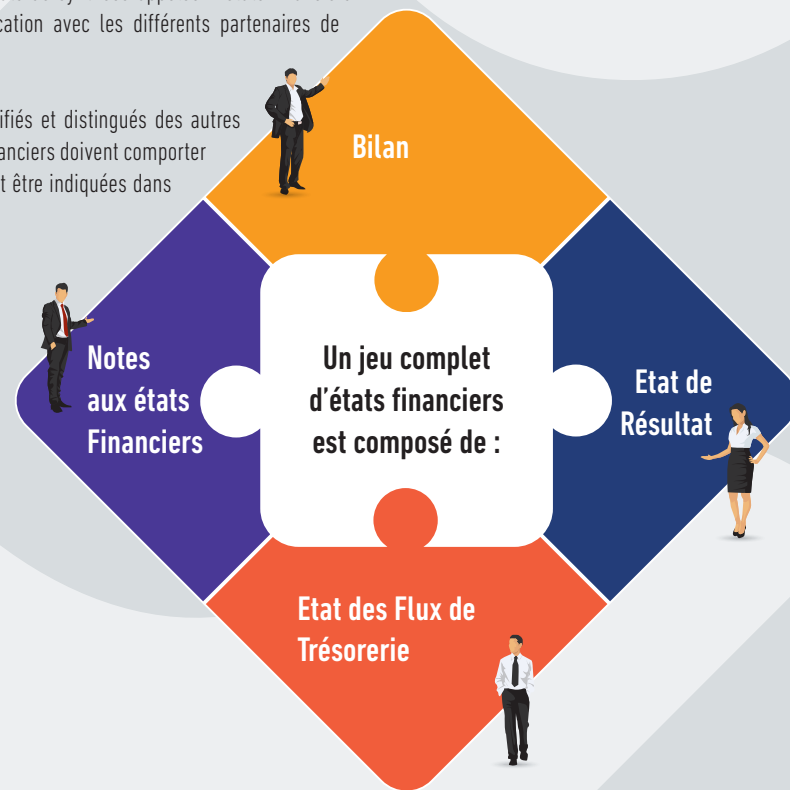 cation avec les différents partenaires de
ifiés et distingués des autres
anciers doivent comporter
t être indiquées dans
Bilan
Notes
aux états
Financiers
Un jeu complet
d'états financiers
est composé de :
Etat de
Résultat
Etat des Flux de
Trésorerie